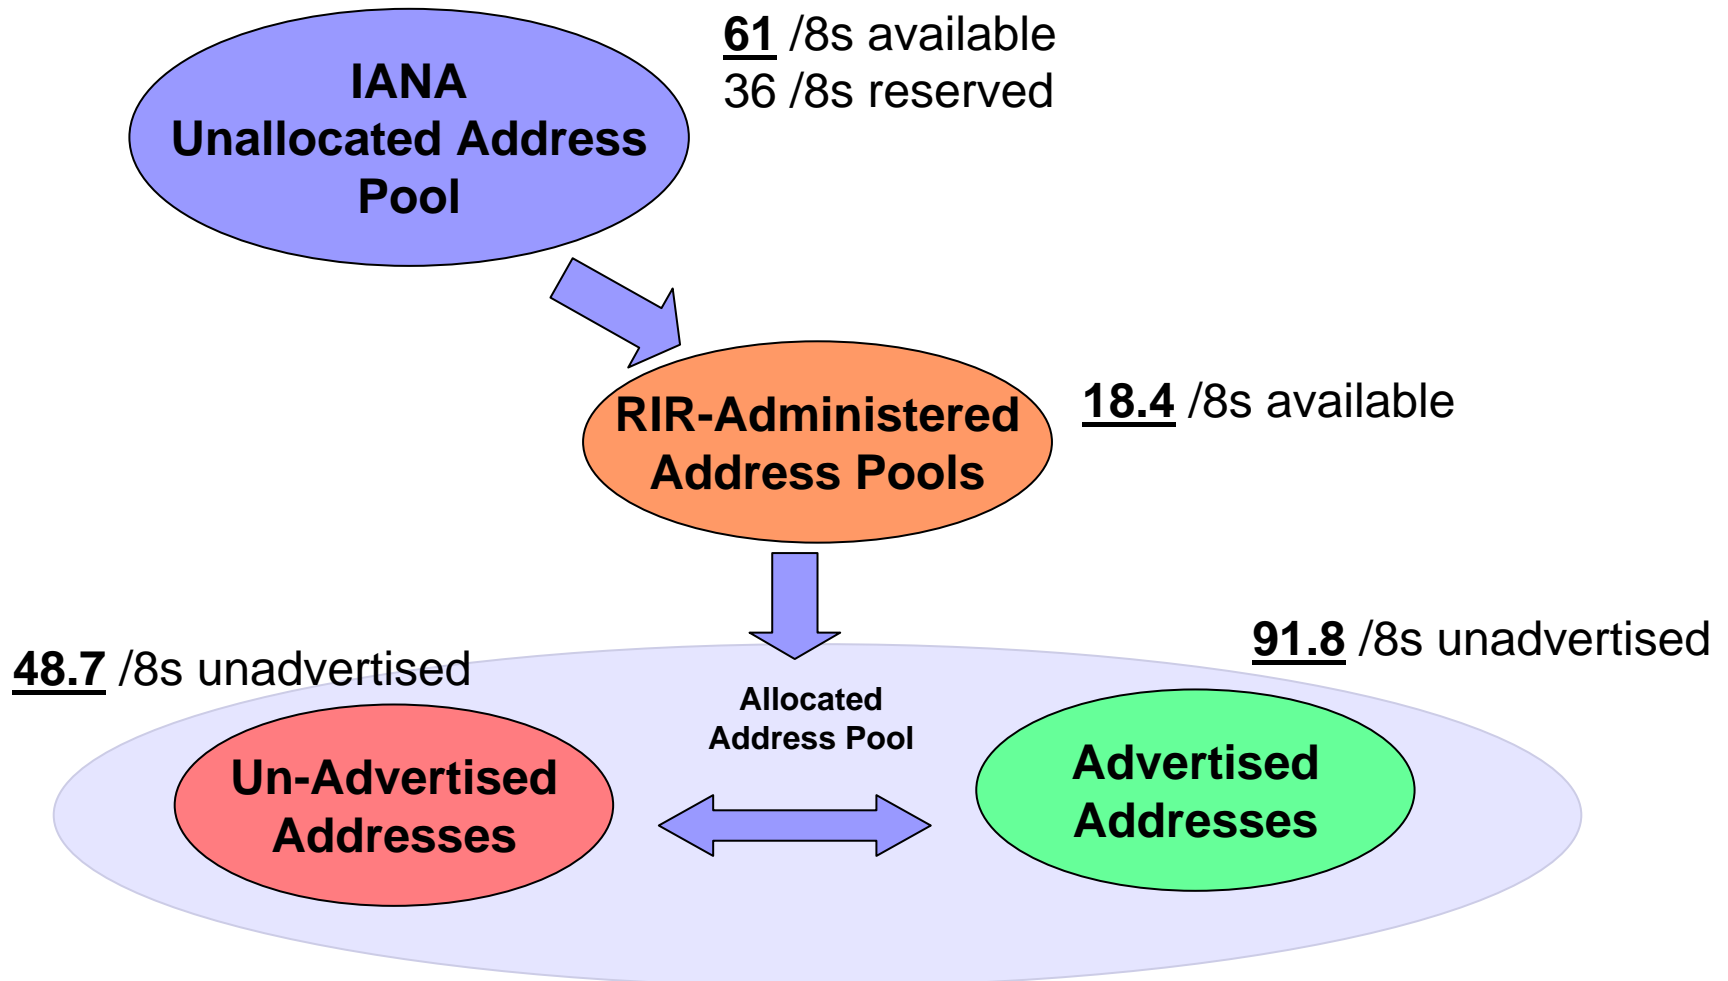 61 /8s available
36 /8s reserved
IANA
Unallocated Address
Pool
RIR-Administered
Address Pools
18.4 /8s available
48.7 /8s unadvertised
91.8 /8s unadvertised
Allocated
Address Pool
Un-Advertised
Addresses
Advertised
Addresses